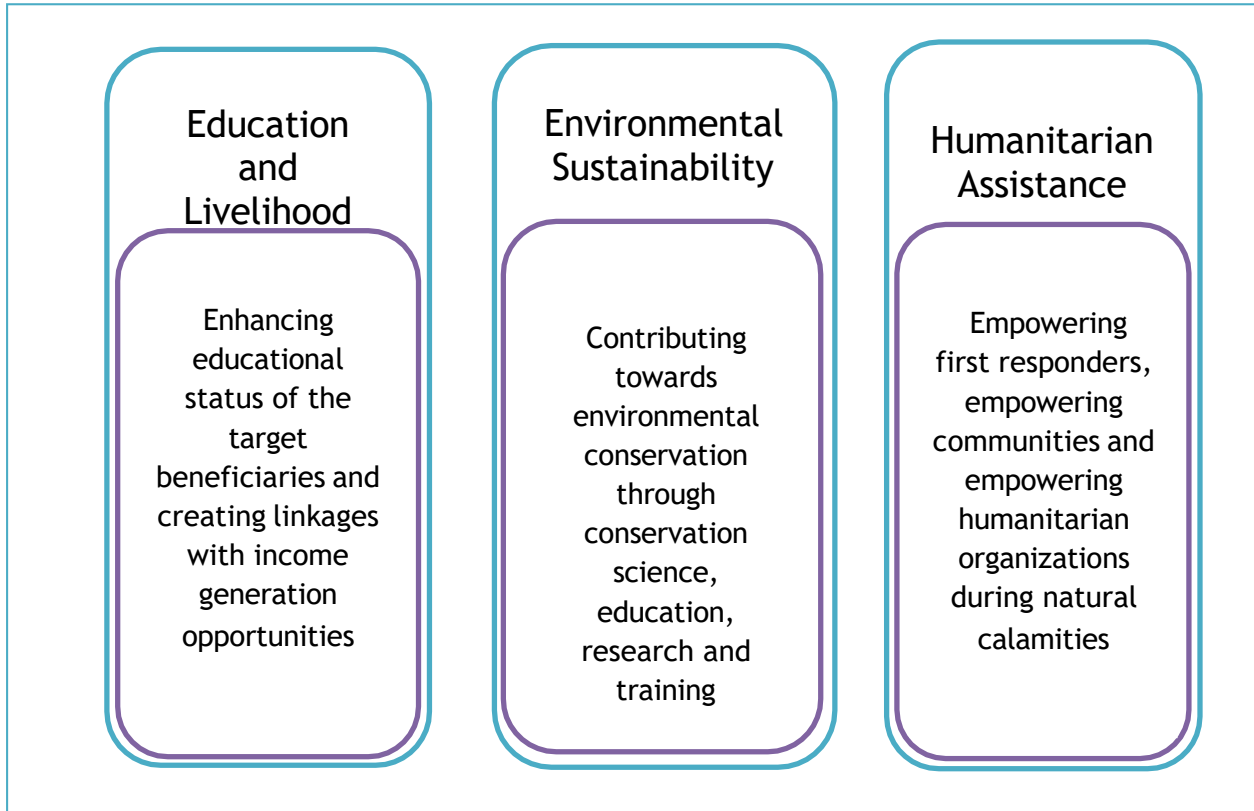 Education
and
Livelihood
Enhancing
educational
status of the
target
beneficiaries and
creating linkages
with income
generation
opportunities
Environmental
Sustainability
Contributing
towards
environmental
conservation
through
conservation
science,
education,
research and
training
Humanitarian
Assistance
Empowering
first responders,
empowering
communities and
empowering
humanitarian
organizations
during natural
calamities